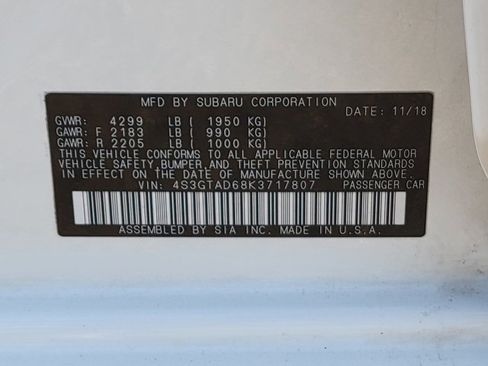 MFD BY SUBARU CORPORATION
DATE: 11/18
GVWR: 4299 LB ( 1950 KG)
GAWR: F 2183 LB ( 990 KG)
GAWR: R 2205 LB ( 1000 KG)
THIS VEHICLE CONFORMS TO ALL APPLICABLE FEDERAL MOTOR
VEHICLE SAFETY, BUMPER, AND THEFT PREVENTION STANDARDS
IN EFFECT ON THE DATE OF MANUFACTURE SHOWN ABOVE
VIN: 4S3GTAD68K3717807 PASSENGER CAR
ASSEMBLED BY SIA INC. MADE IN U.S.A.